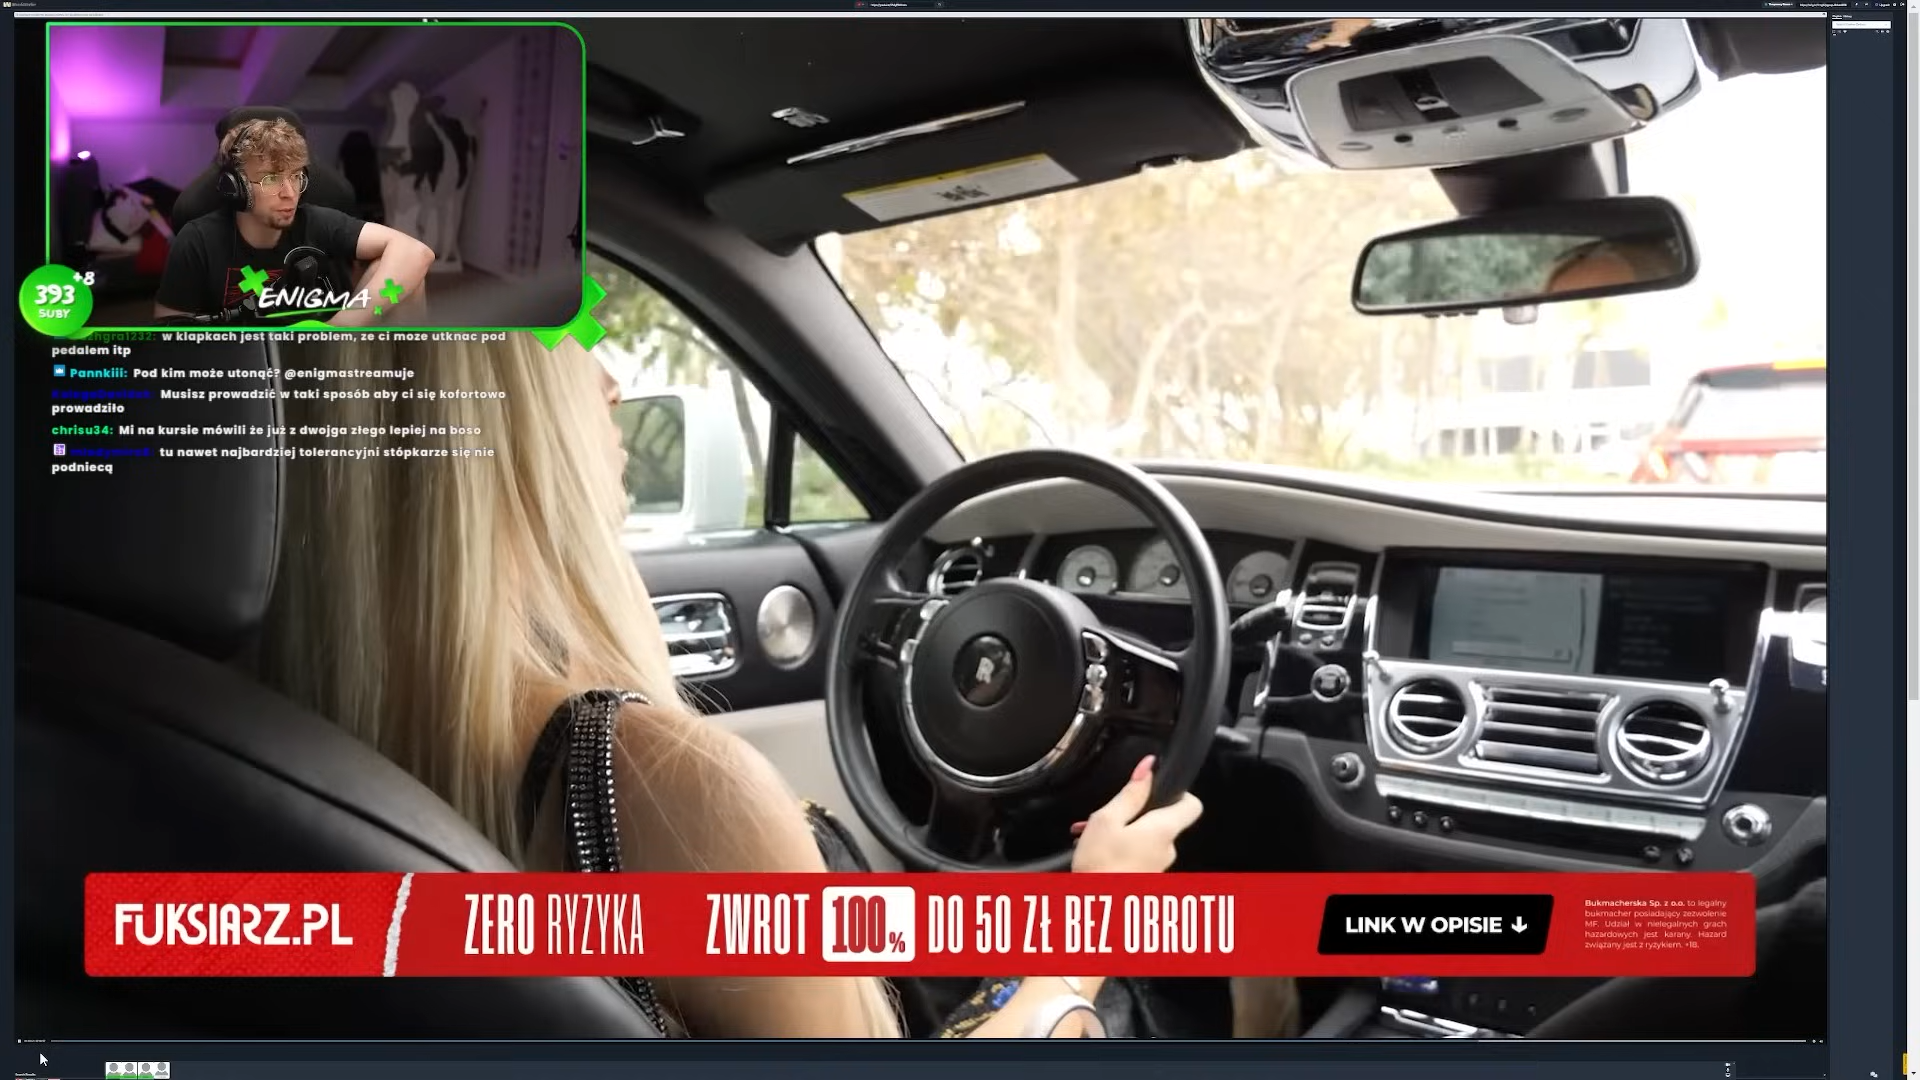 +8
393
SUBY
ENIGMA
w klapkach jest taki problem, ze ci moze utknac pod
pedalem itp
Pannkiii: Pod kim może utonąć? @enigmastreamuje
Musisz prowadzić w taki sposób aby ci się kofortowo
prowadziło
chrisu34: Mi na kursie mówili że już z dwojga złego lepiej na boso
tu nawet najbardziej tolerancyjni stópkarze się nie
podniecą
R
FUKSIARZ.PL
ZERO RYZYKA
ZWROT 100% DO 50 ZŁ BEZ OBROTU
LINK W OPISIE ↓
Bukmacherska Sp. z o.o. to legalny
bukmacher posiadający zezwolenie
MF. Udział w nielegalnych grach
hazardowych jest karany. Hazard
związany jest z ryzykiem. +18.